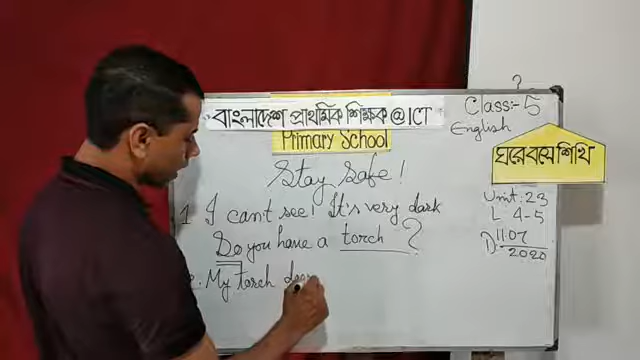 বাংলাদেশ প্রাথমিক শিক্ষক @ICT
Primary School
Class:- 5
English
ঘরে বসে শিখি
Stay Safe!
Unit: 23
L 4-5
D: 11.07
2020
1 I can't see! It's very dark
Do you have a torch ?
My torch